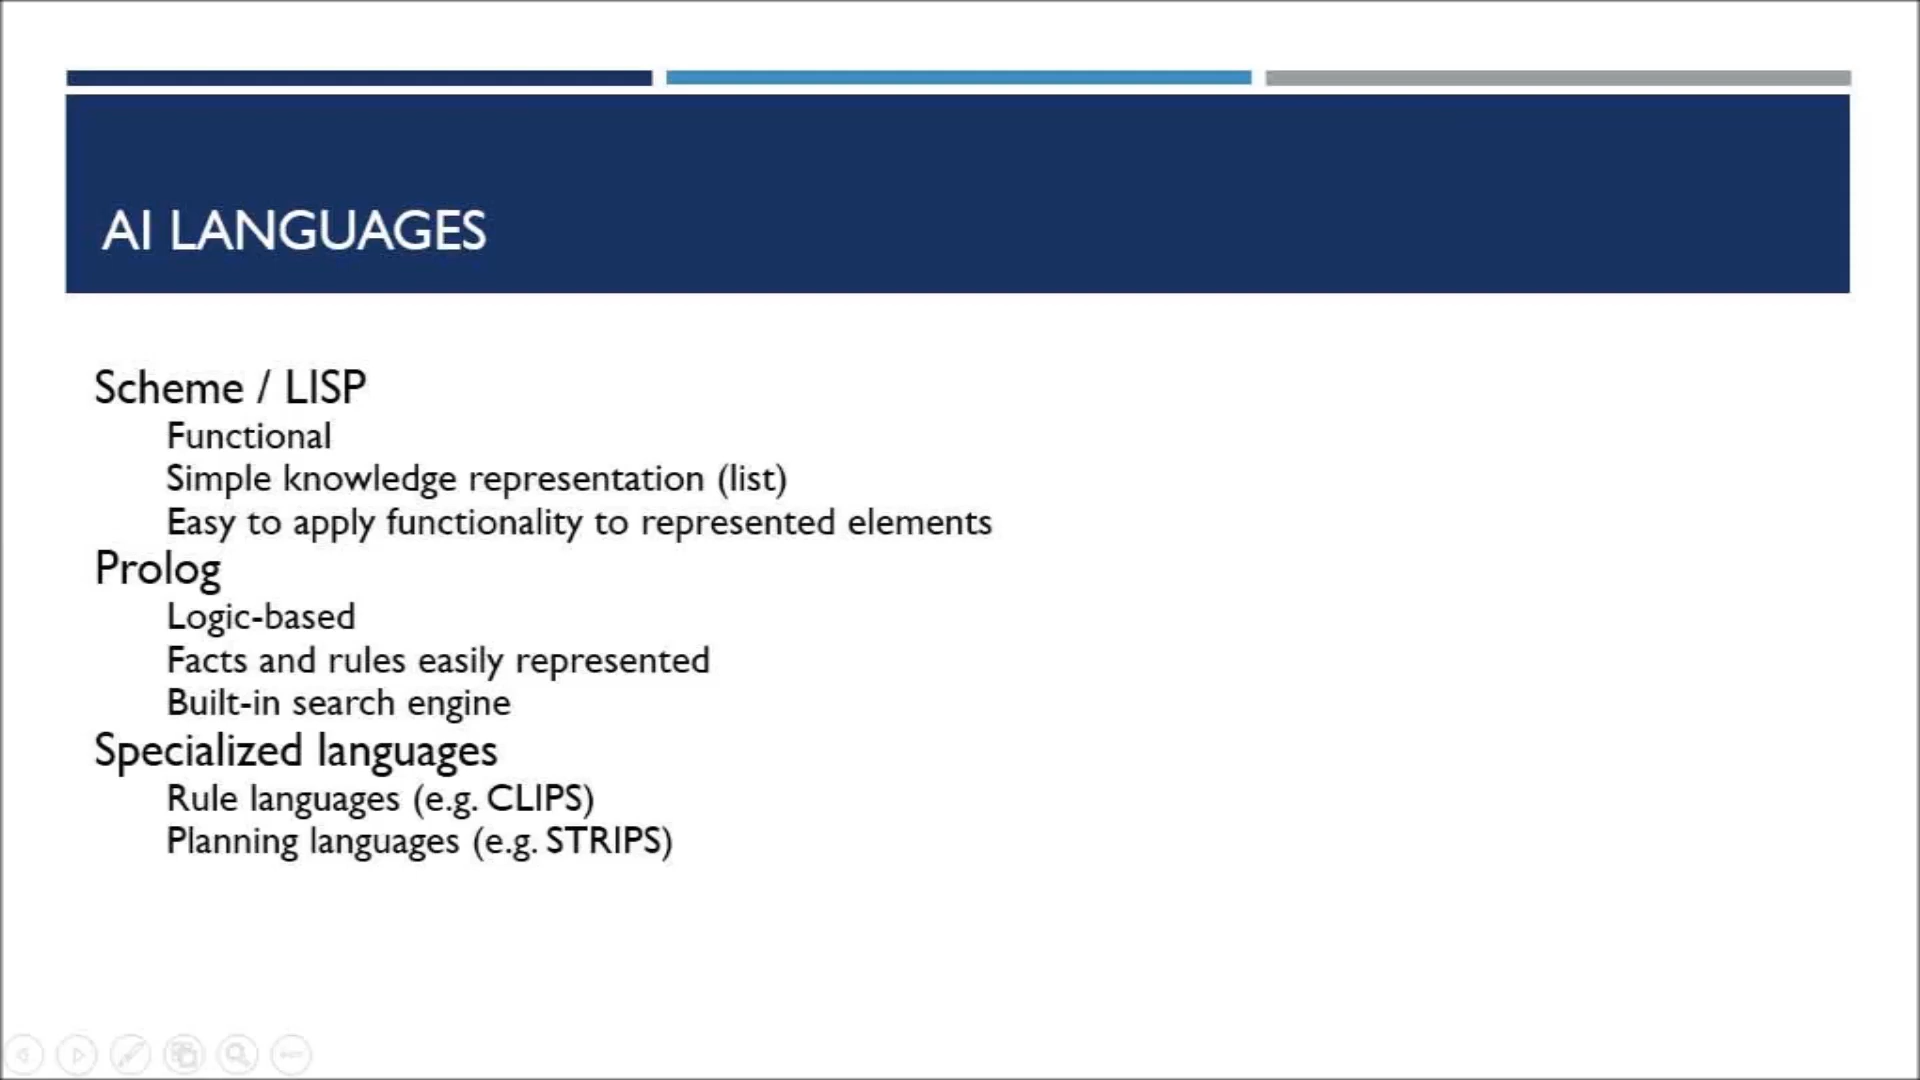 AI LANGUAGES
Scheme / LISP
Functional
Simple knowledge representation (list)
Easy to apply functionality to represented elements
Prolog
Logic-based
Facts and rules easily represented
Built-in search engine
Specialized languages
Rule languages (e.g. CLIPS)
Planning languages (e.g. STRIPS)